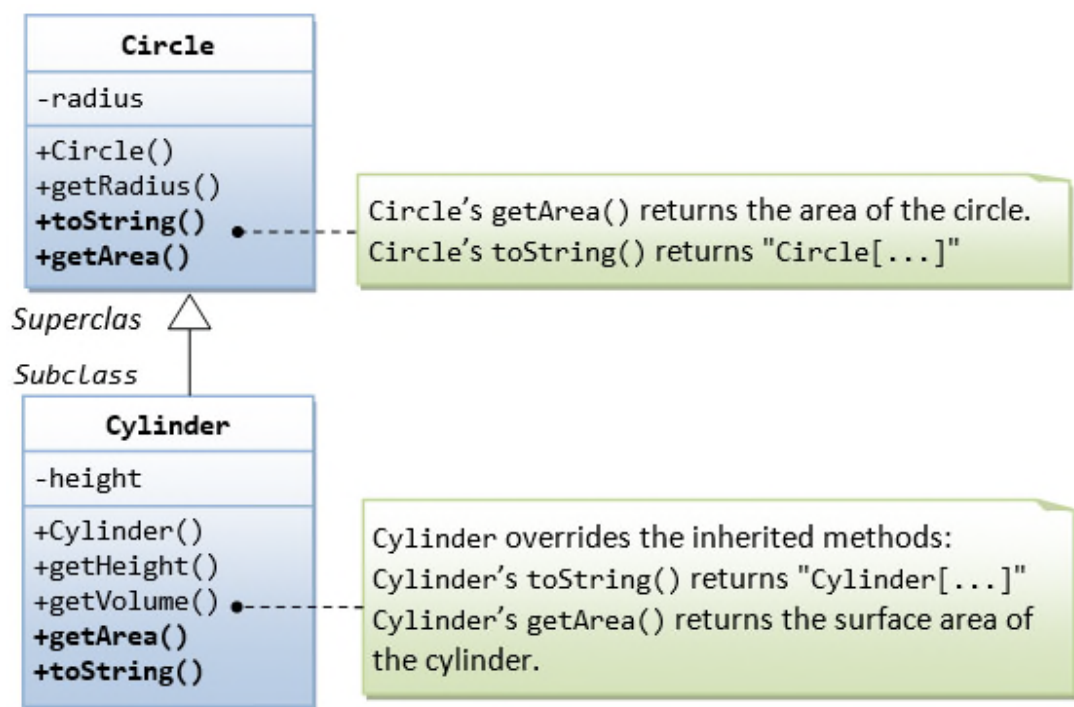 Circle
-radius
+Circle()
+getRadius()
+toString()
+getArea()
Circle's getArea() returns the area of the circle.
Circle's toString() returns "Circle[...]"
Superclas
Subclass
Cylinder
-height
+Cylinder()
+getHeight()
+getVolume()
+getArea()
+toString()
Cylinder overrides the inherited methods:
Cylinder's toString() returns "Cylinder[...]"
Cylinder's getArea() returns the surface area of
the cylinder.